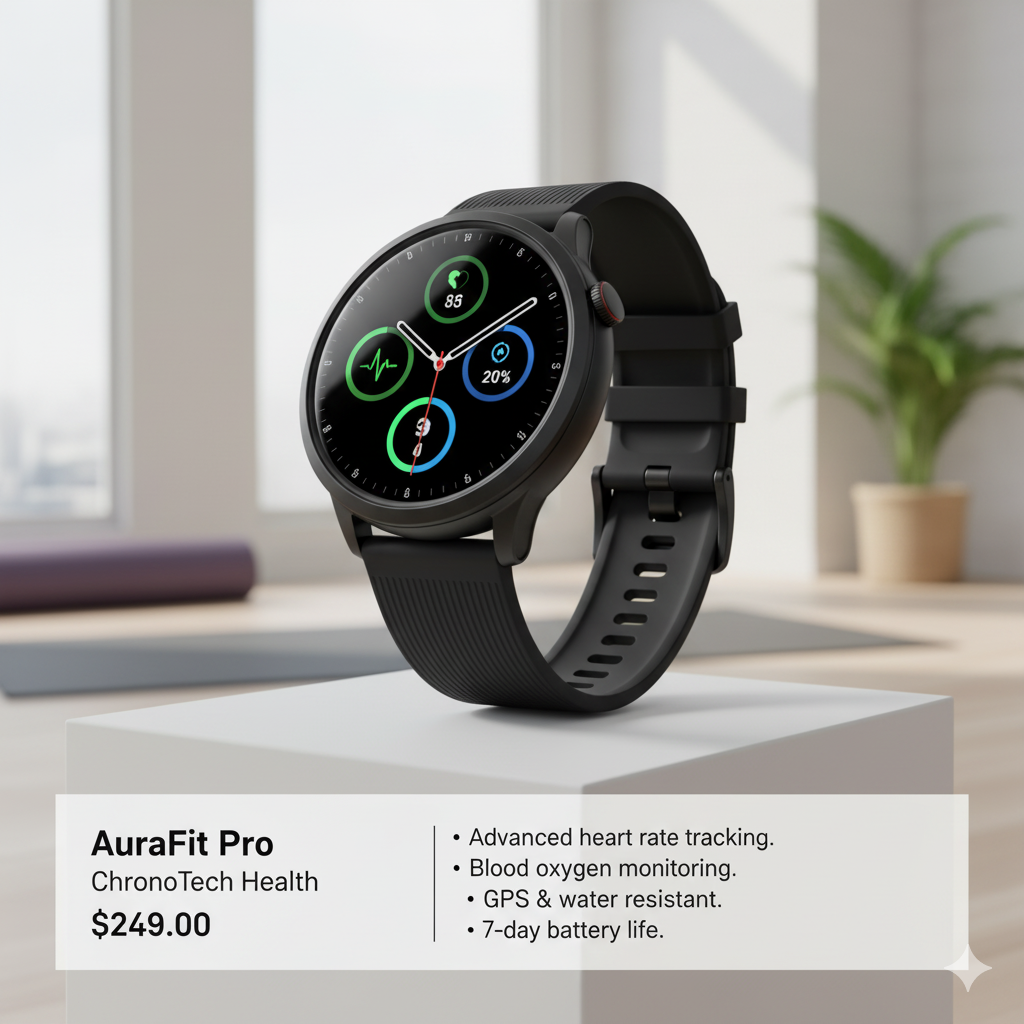 85
20%
AuraFit Pro
ChronoTech Health
$249.00
• Advanced heart rate tracking.
• Blood oxygen monitoring.
• GPS & water resistant.
• 7-day battery life.